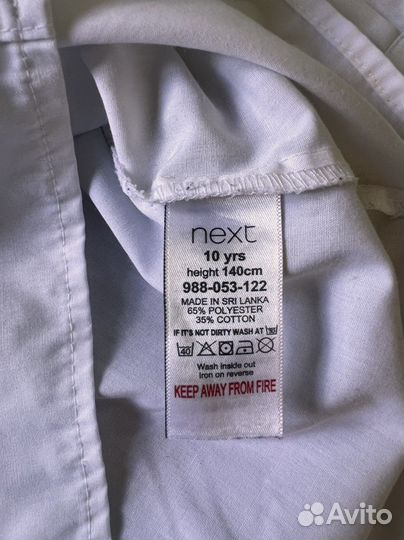 next
10 yrs
height 140cm
988-053-122
MADE IN SRI LANKA
65% POLYESTER
35% COTTON
IF IT'S NOT DIRTY WASH AT
40
Wash inside out
Iron on reverse
KEEP AWAY FROM FIRE
Avito